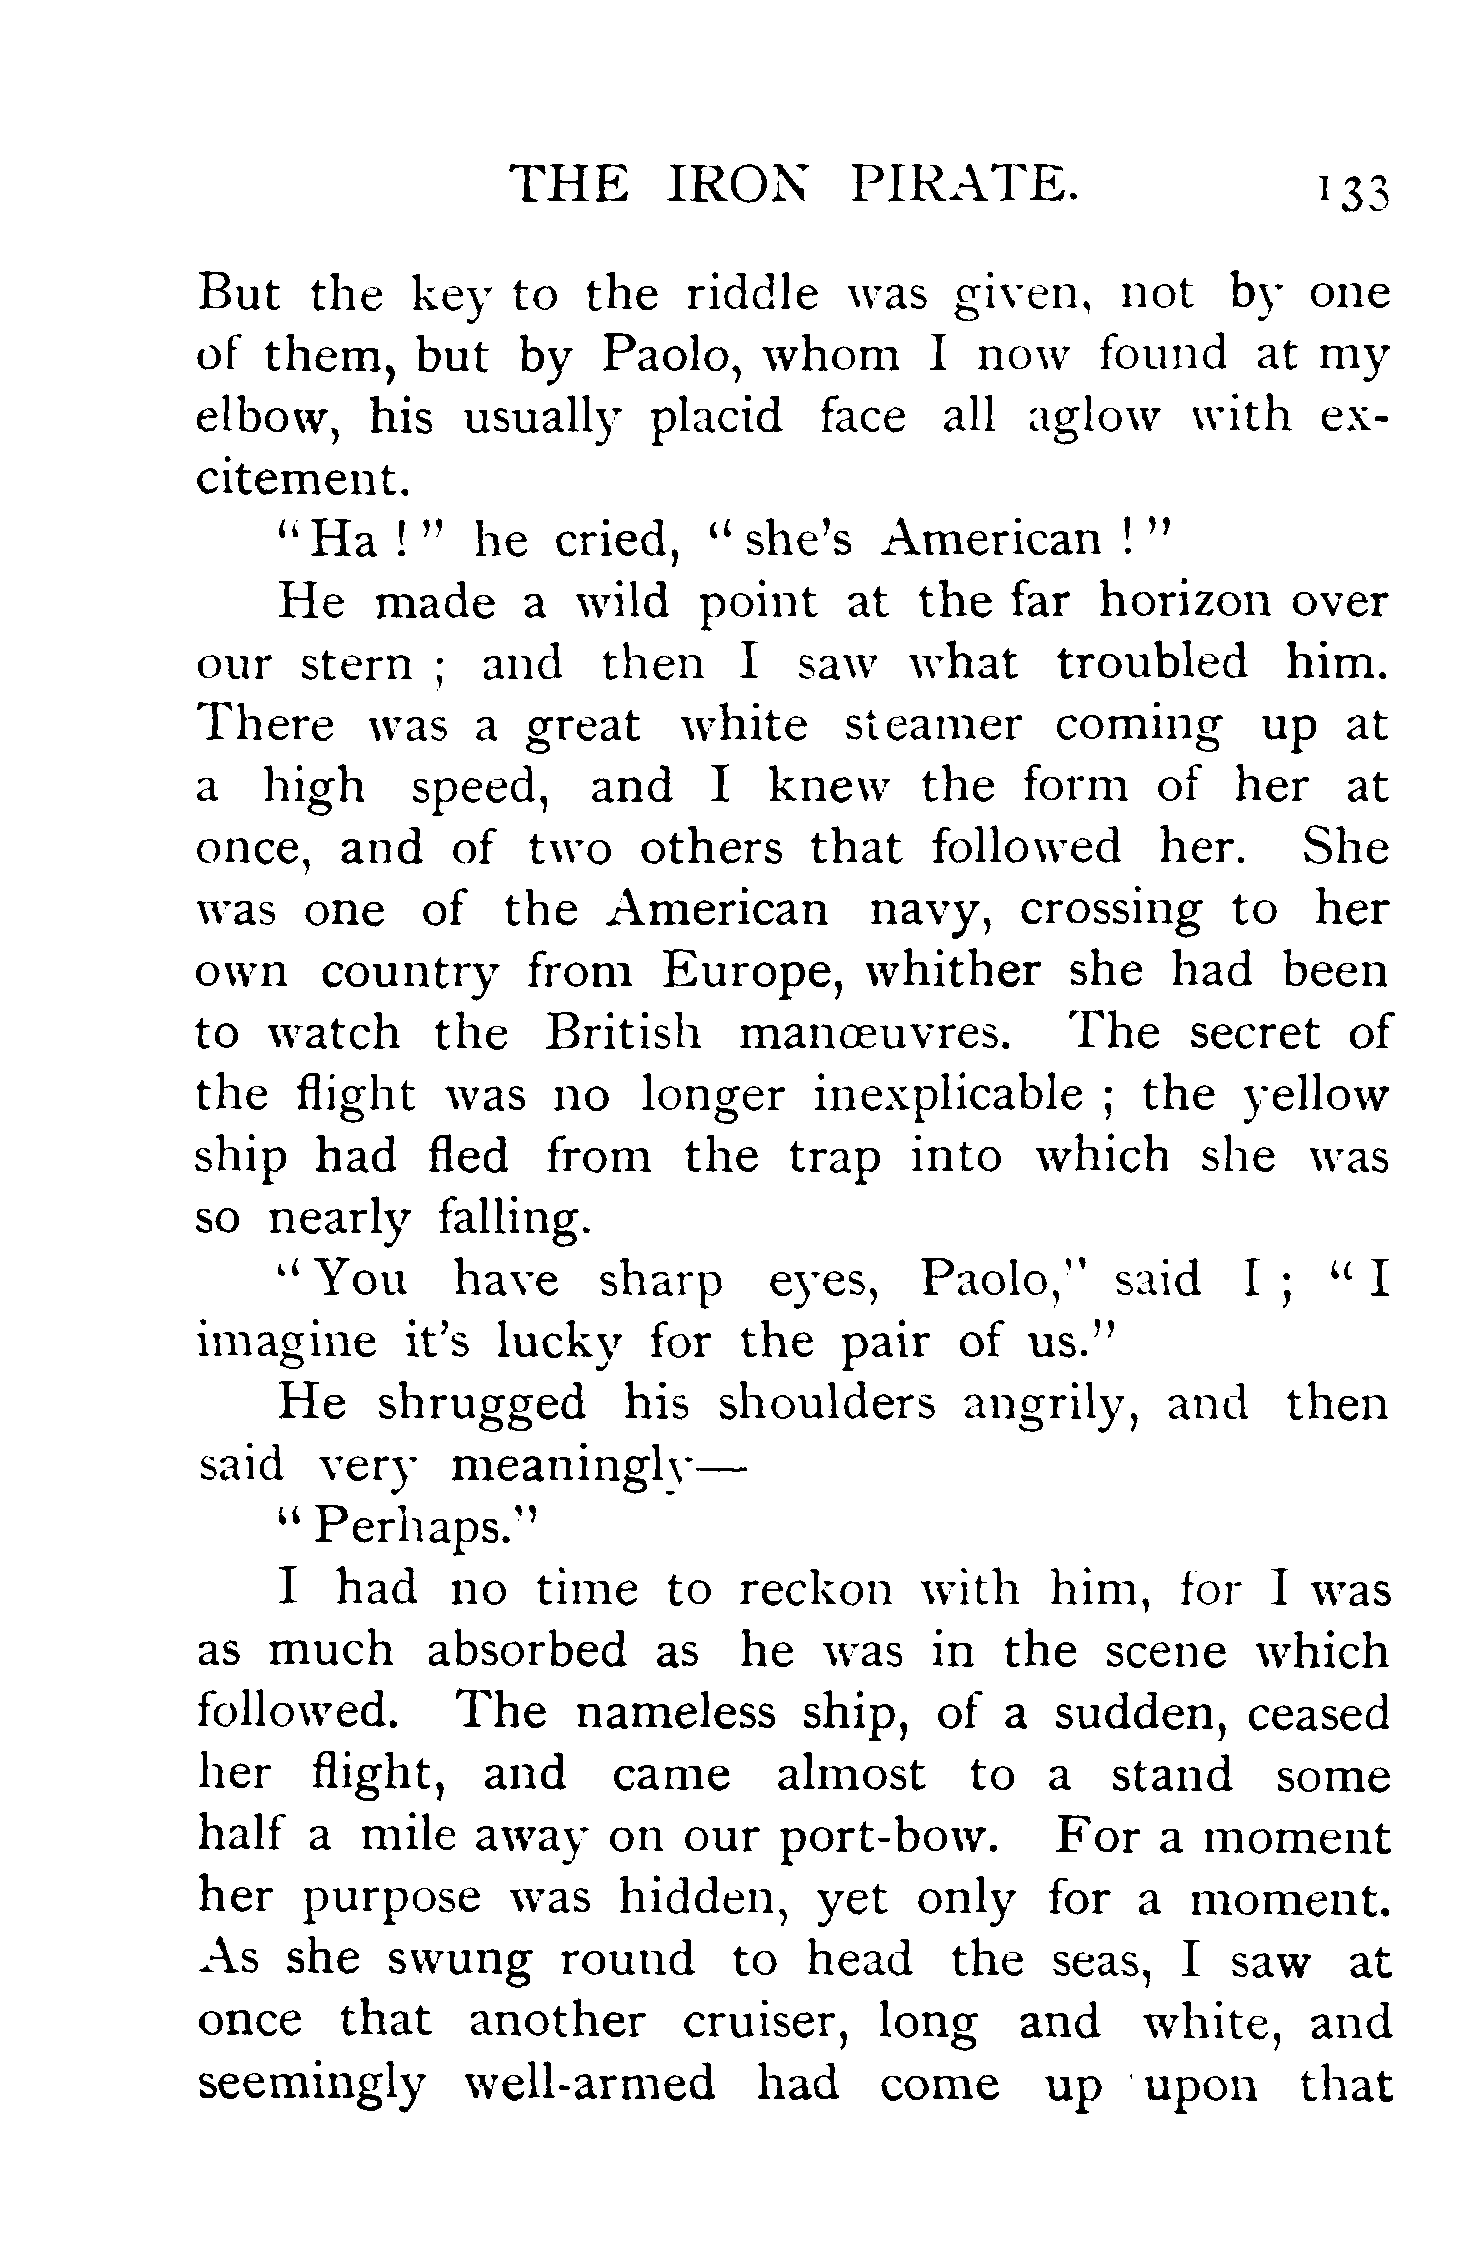 THE IRON PIRATE. 133
But the key to the riddle was given, not by one
of them, but by Paolo, whom I now found at my
elbow, his usually placid face all aglow with ex-
citement.
“Ha!” he cried, “she’s American!”
He made a wild point at the far horizon over
our stern; and then I saw what troubled him.
There was a great white steamer coming up at
a high speed, and I knew the form of her at
once, and of two others that followed her. She
was one of the American navy, crossing to her
own country from Europe, whither she had been
to watch the British manœuvres. The secret of
the flight was no longer inexplicable; the yellow
ship had fled from the trap into which she was
so nearly falling.
“You have sharp eyes, Paolo,” said I; “I
imagine it’s lucky for the pair of us.”
He shrugged his shoulders angrily, and then
said very meaningly—
“Perhaps.”
I had no time to reckon with him, for I was
as much absorbed as he was in the scene which
followed. The nameless ship, of a sudden, ceased
her flight, and came almost to a stand some
half a mile away on our port-bow. For a moment
her purpose was hidden, yet only for a moment.
As she swung round to head the seas, I saw at
once that another cruiser, long and white, and
seemingly well-armed had come up upon that